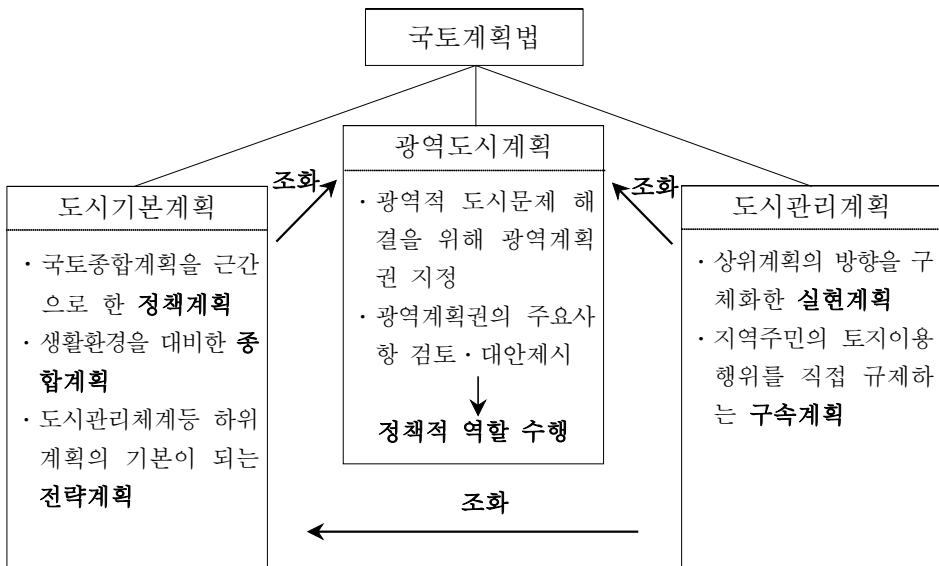 국토계획법
광역도시계획
조화
조화
도시기본계획
도시관리계획
· 광역적 도시문제 해
결을 위해 광역계획
권 지정
· 광역계획권의 주요사
항 검토·대안제시
정책적 역할 수행
· 국토종합계획을 근간
으로 한 정책계획
· 생활환경을 대비한 종
합계획
· 도시관리체계등 하위
계획의 기본이 되는
전략계획
· 상위계획의 방향을 구
체화한 실현계획
· 지역주민의 토지이용
행위를 직접 규제하
는 구속계획
조화